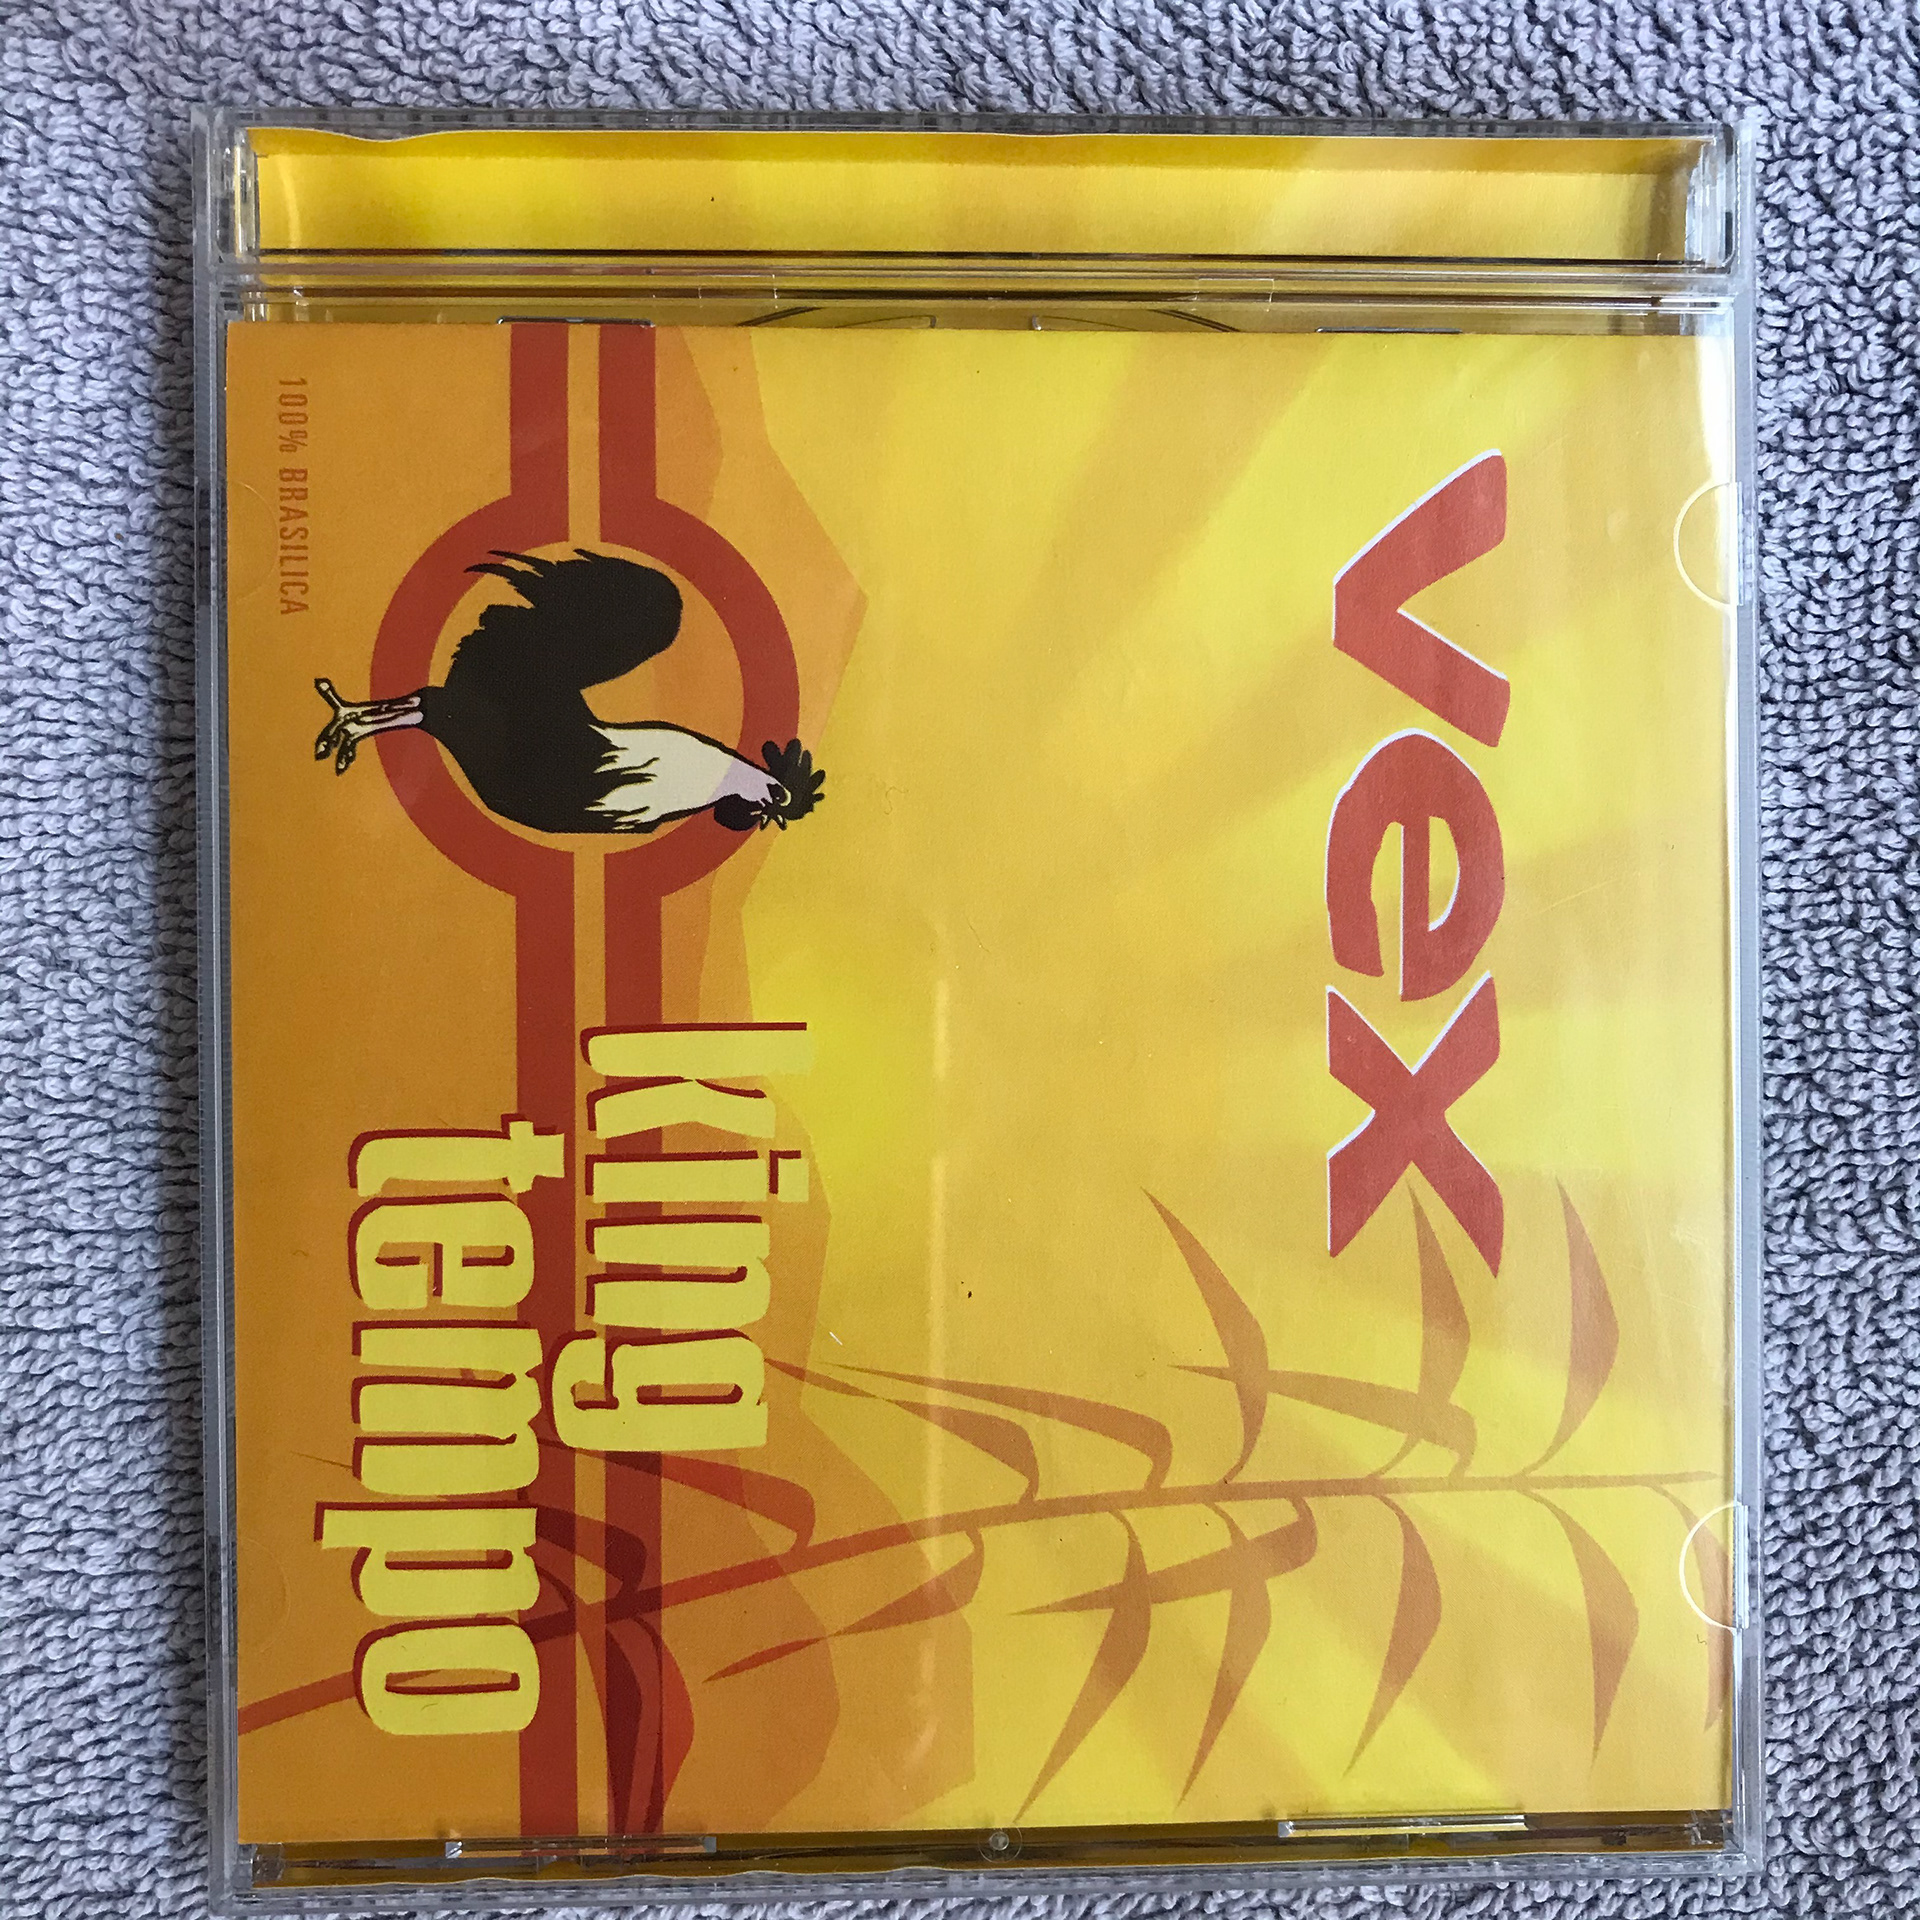 vex
king
tempo
100% BRASILICA